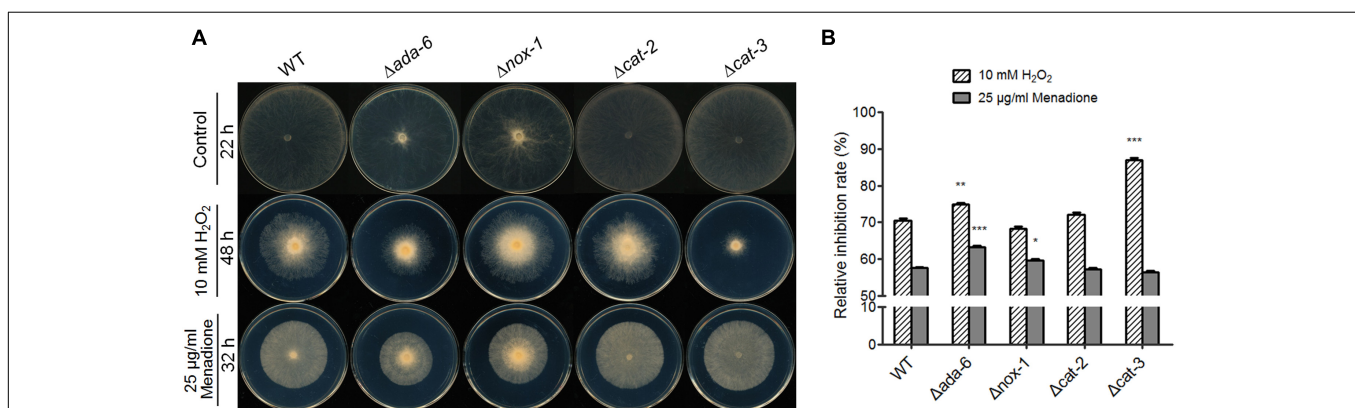 A
WT
Δada-6
Δnox-1
Δcat-2
Δcat-3
Control
22 h
10 mM H₂O₂
48 h
25 µg/ml
Menadione
32 h
B
10 mM H₂O₂
25 µg/ml Menadione
Relative inhibition rate (%)
100
90
80
70
60
50
10
0
**
***
*
***
WT
Δada-6
Δnox-1
Δcat-2
Δcat-3